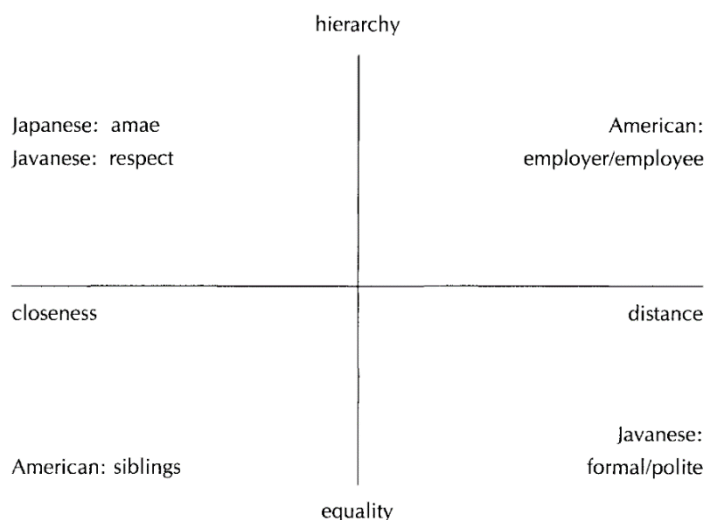 hierarchy
Japanese: amae
Javanese: respect
American:
employer/employee
closeness
distance
American: siblings
Javanese:
formal/polite
equality